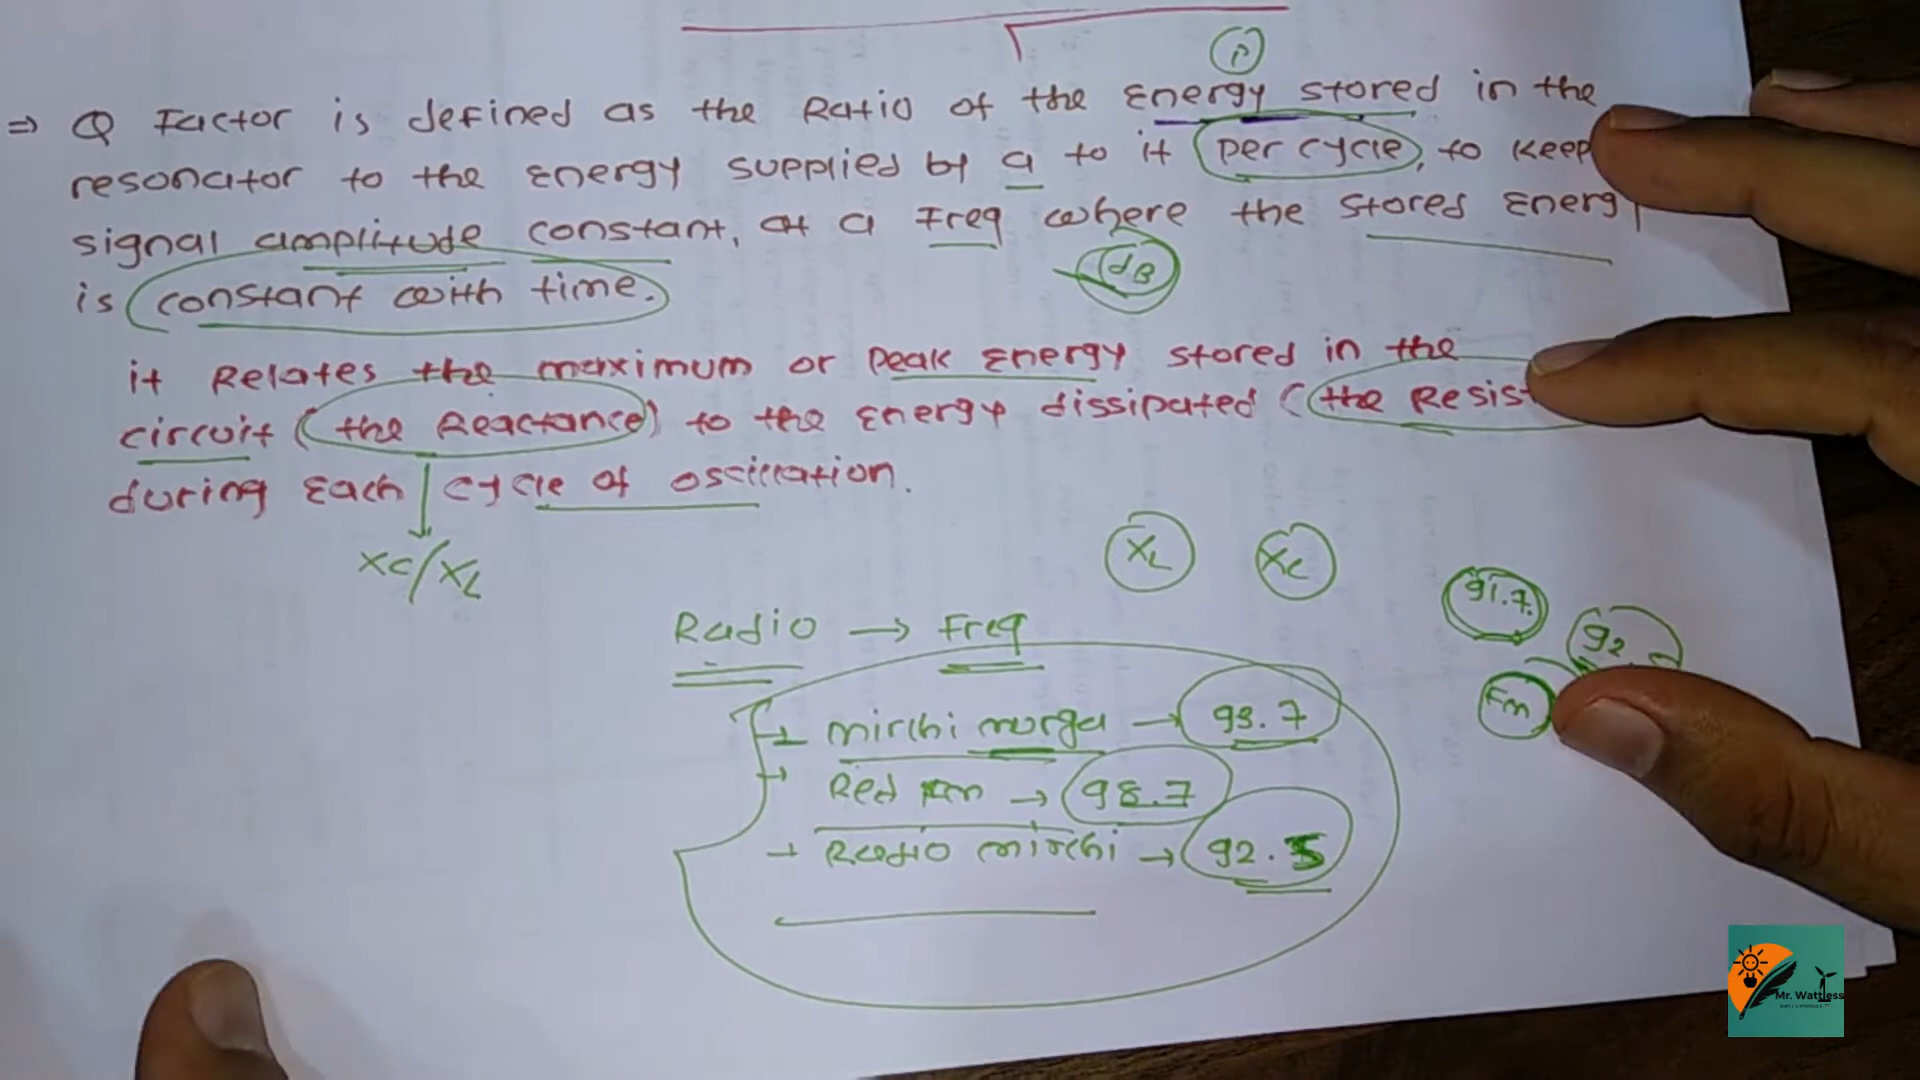 P
⇒ Q Factor is defined as the Ratio of the Energy stored in the
resonator to the Energy supplied by a to it per cycle, to keep
signal amplitude constant, at a Freq where the stored Energy
dB
is constant with time.
it Relates the maximum or Peak Energy stored in the
circuit (the Reactance) to the Energy dissipated (the Resist
during Each cycle of oscillation.
XC/XL
XL XC
91.7
92
Radio → Freq
Fm
→ mirchi murga → 93.7
→ Red Fm → 98.7
→ Radio mirchi → 92.5
Mr. Wattless